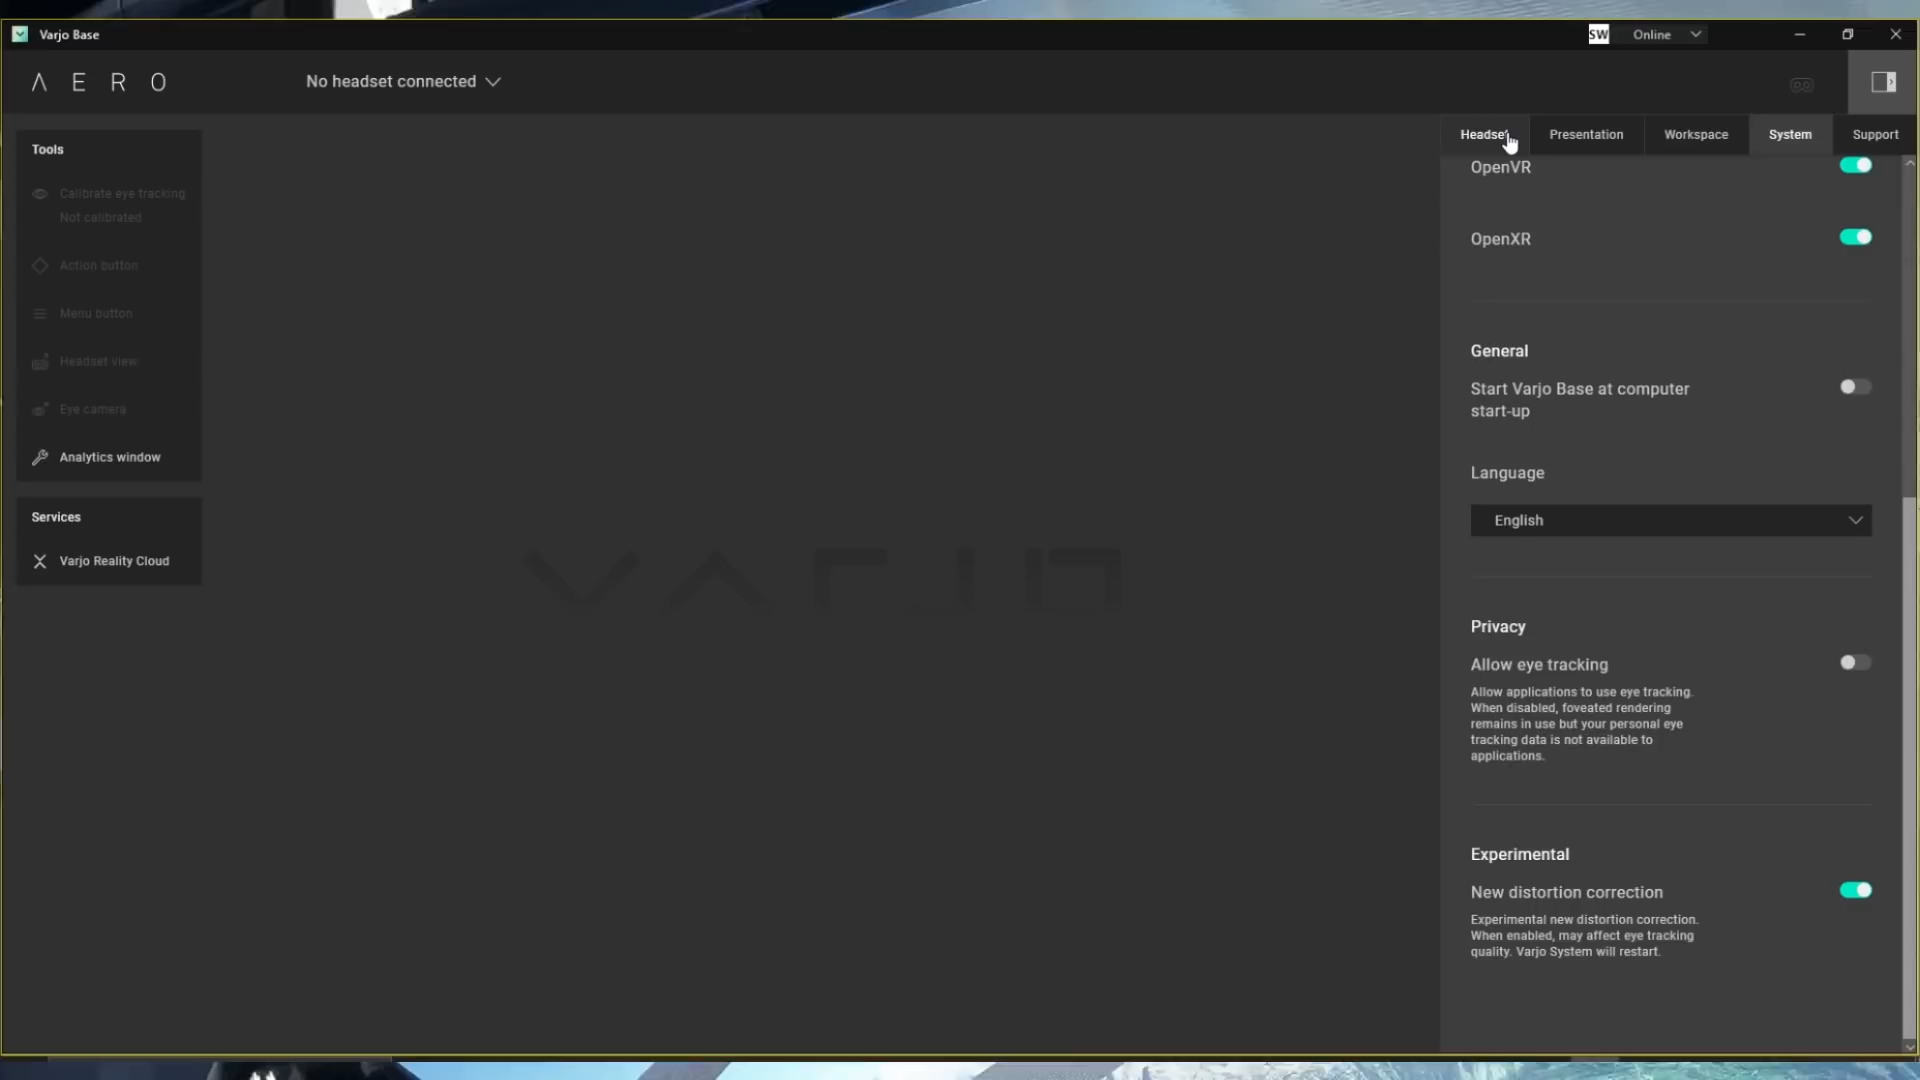 Varjo Base
SW
Online
AERO
No headset connected
Headset
Presentation
Workspace
System
Support
Tools
Calibrate eye tracking
Not calibrated
Action button
Menu button
Headset view
Eye camera
Analytics window
Services
Varjo Reality Cloud
VARJO
OpenVR
OpenXR
General
Start Varjo Base at computer
start-up
Language
English
Privacy
Allow eye tracking
Allow applications to use eye tracking.
When disabled, foveated rendering
remains in use but your personal eye
tracking data is not available to
applications.
Experimental
New distortion correction
Experimental new distortion correction.
When enabled, may affect eye tracking
quality. Varjo System will restart.